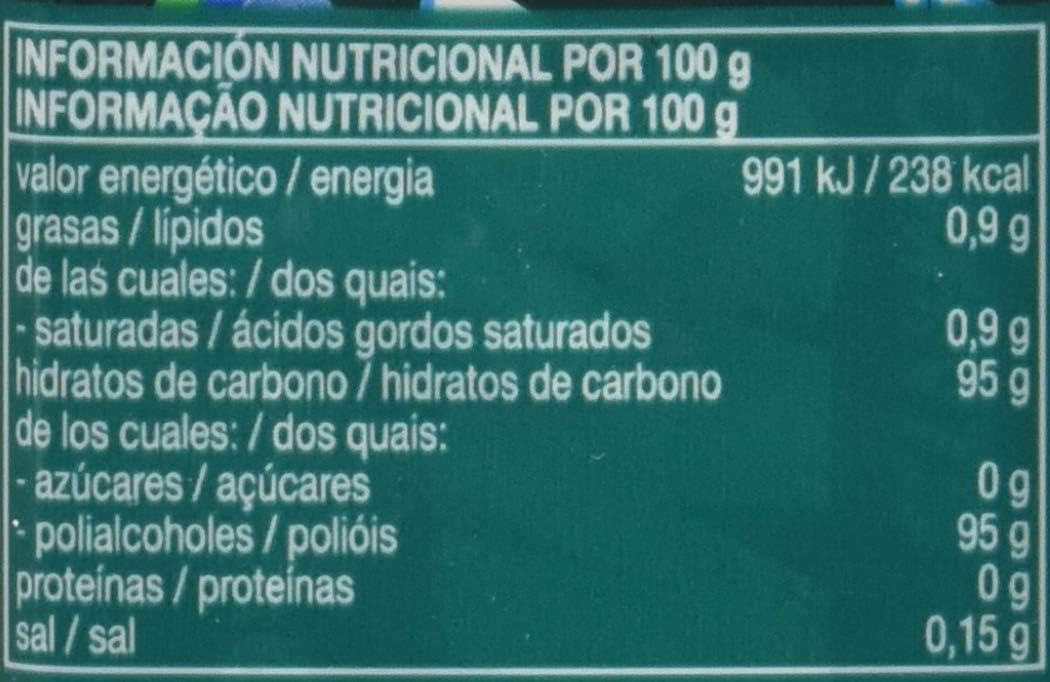 INFORMACIÓN NUTRICIONAL POR 100 g
INFORMAÇÃO NUTRICIONAL POR 100 g
valor energético / energia 991 kJ / 238 kcal
grasas / lípidos 0,9 g
de las cuales: / dos quais:
- saturadas / ácidos gordos saturados 0,9 g
hidratos de carbono / hidratos de carbono 95 g
de los cuales: / dos quais:
- azúcares / açúcares 0 g
- polialcoholes / polióis 95 g
proteínas / proteínas 0 g
sal / sal 0,15 g